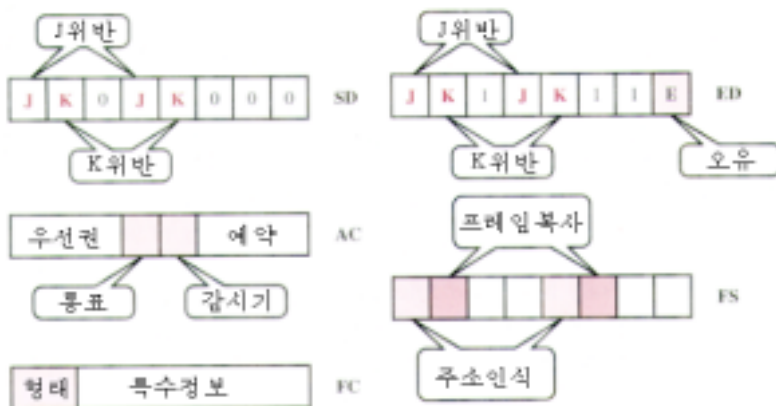 J위반
J K 0 J K 0 0 0 SD
K위반
J위반
J K 1 J K 1 1 E ED
K위반
오유
우선권 예약 AC
통표
감시기
프레임복사
FS
주소인식
형태 특수정보 FC